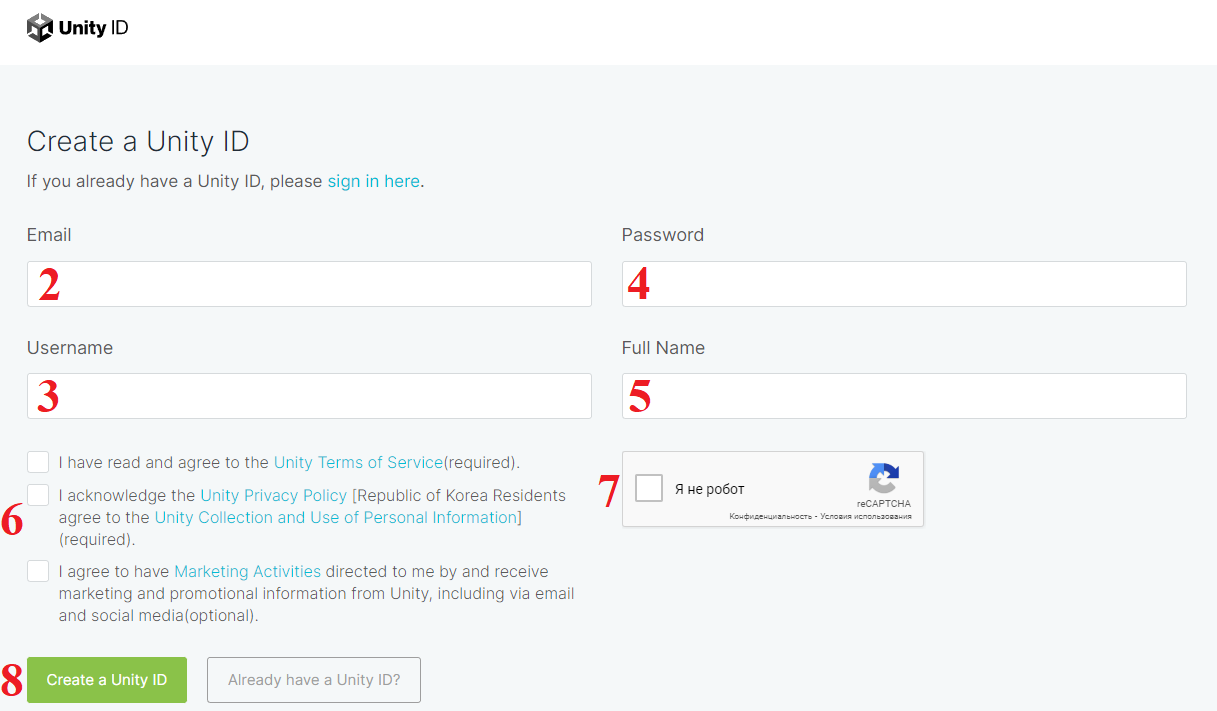 Unity ID
Create a Unity ID
If you already have a Unity ID, please sign in here.
Email
2
Password
4
Username
3
Full Name
5
I have read and agree to the Unity Terms of Service(required).
6
I acknowledge the Unity Privacy Policy [Republic of Korea Residents
agree to the Unity Collection and Use of Personal Information]
(required).
I agree to have Marketing Activities directed to me by and receive
marketing and promotional information from Unity, including via email
and social media(optional).
7
Я не робот
reCAPTCHA
Конфиденциальность - Условия использования
8
Create a Unity ID
Already have a Unity ID?